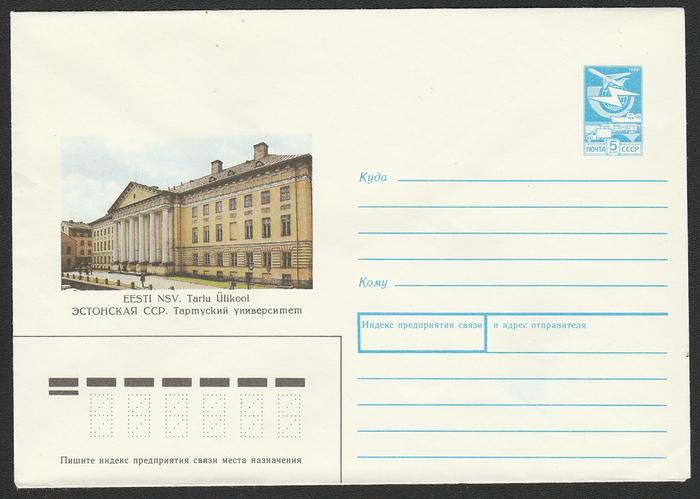 ПОЧТА 5 СССР
EESTI NSV. Tartu Ülikool
ЭСТОНСКАЯ ССР. Тартуский университет
Куда
Кому
Индекс предприятия связи и адрес отправителя
Пишите индекс предприятия связи места назначения